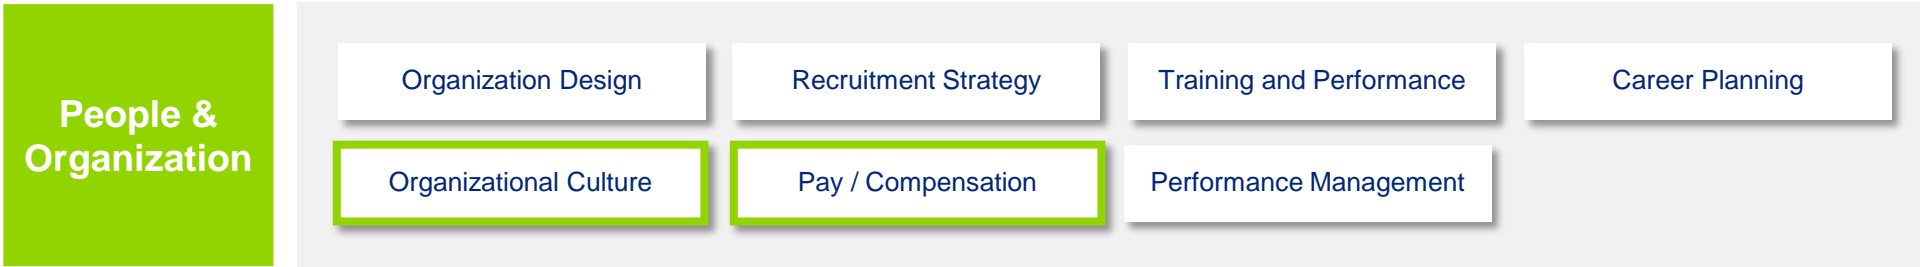 People &
Organization
Organization Design
Recruitment Strategy
Training and Performance
Career Planning
Organizational Culture
Pay / Compensation
Performance Management